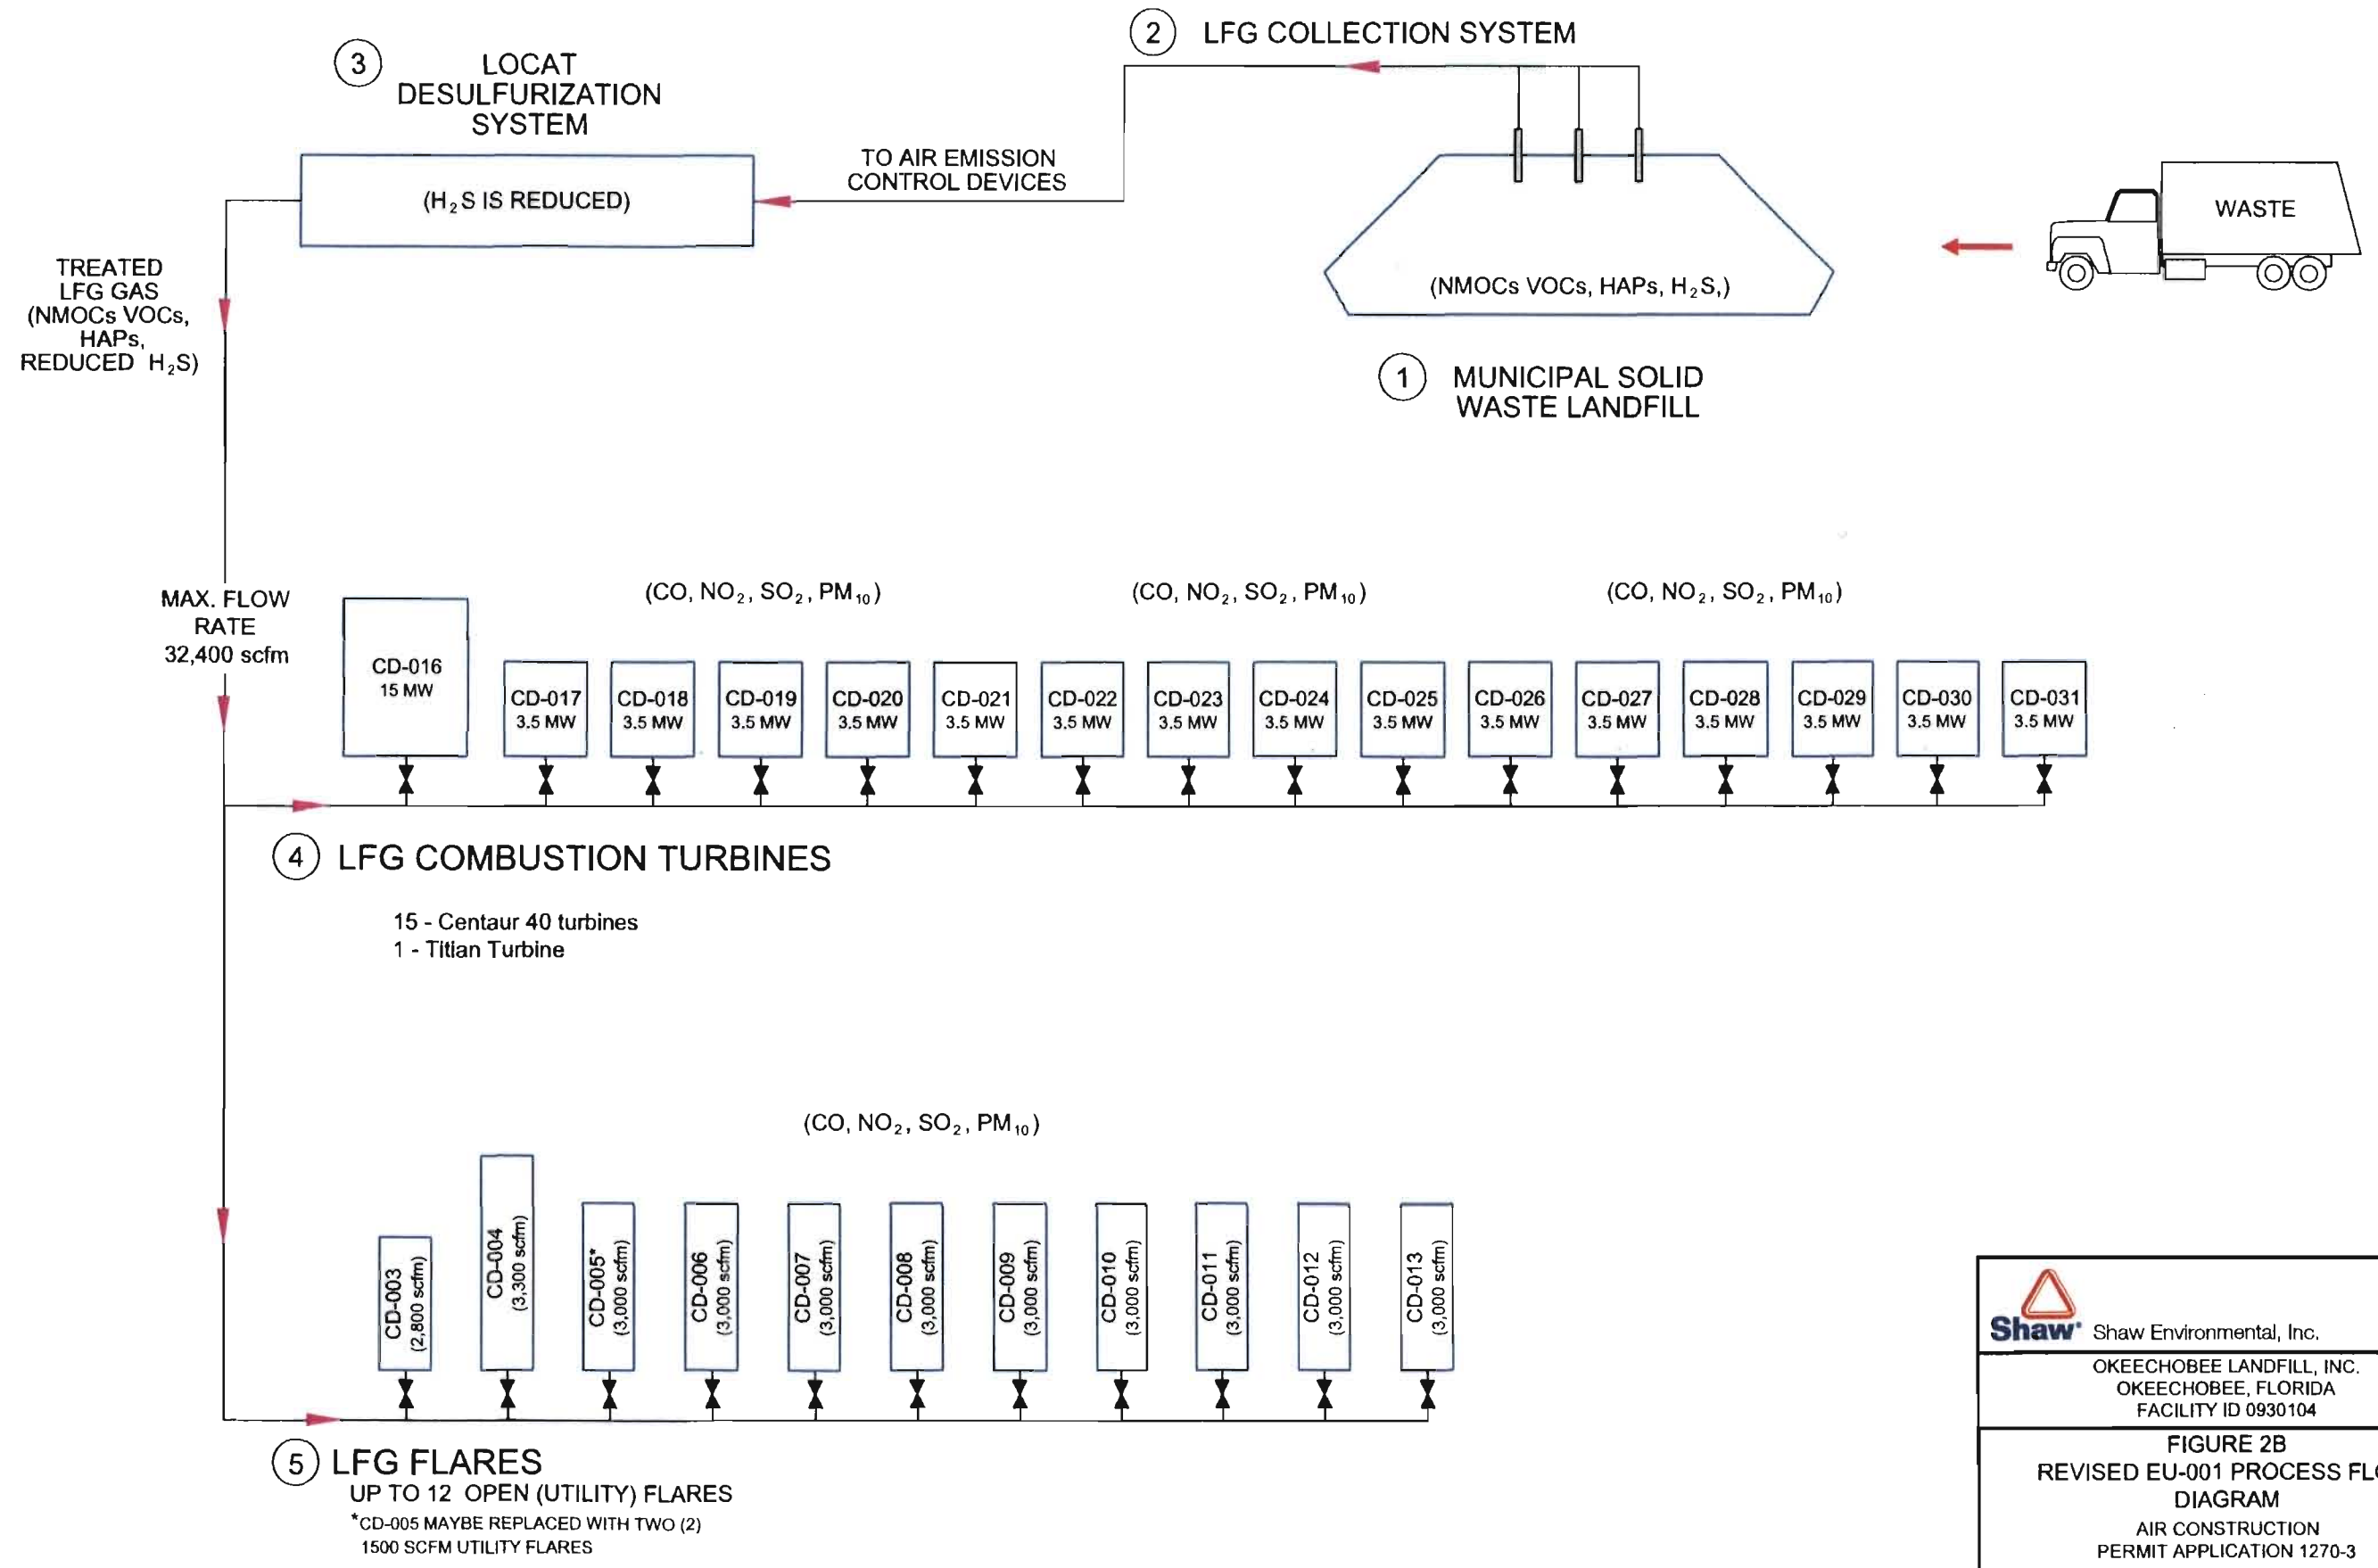 2 LFG COLLECTION SYSTEM
3 LOCAT
DESULFURIZATION
SYSTEM
(H₂S IS REDUCED)
TO AIR EMISSION
CONTROL DEVICES
WASTE
(NMOCs VOCs, HAPs, H₂S,)
1 MUNICIPAL SOLID
WASTE LANDFILL
TREATED
LFG GAS
(NMOCs VOCs,
HAPs,
REDUCED H₂S)
MAX. FLOW
RATE
32,400 scfm
(CO, NO₂, SO₂, PM₁₀)
(CO, NO₂, SO₂, PM₁₀)
(CO, NO₂, SO₂, PM₁₀)
CD-016
15 MW
CD-017
3.5 MW
CD-018
3.5 MW
CD-019
3.5 MW
CD-020
3.5 MW
CD-021
3.5 MW
CD-022
3.5 MW
CD-023
3.5 MW
CD-024
3.5 MW
CD-025
3.5 MW
CD-026
3.5 MW
CD-027
3.5 MW
CD-028
3.5 MW
CD-029
3.5 MW
CD-030
3.5 MW
CD-031
3.5 MW
4 LFG COMBUSTION TURBINES
15 - Centaur 40 turbines
1 - Titian Turbine
(CO, NO₂, SO₂, PM₁₀)
CD-003
(2,800 scfm)
CD-004
(3,300 scfm)
CD-005*
(3,000 scfm)
CD-006
(3,000 scfm)
CD-007
(3,000 scfm)
CD-008
(3,000 scfm)
CD-009
(3,000 scfm)
CD-010
(3,000 scfm)
CD-011
(3,000 scfm)
CD-012
(3,000 scfm)
CD-013
(3,000 scfm)
5 LFG FLARES
UP TO 12 OPEN (UTILITY) FLARES
*CD-005 MAYBE REPLACED WITH TWO (2)
1500 SCFM UTILITY FLARES
Shaw Shaw Environmental, Inc.
OKEECHOBEE LANDFILL, INC.
OKEECHOBEE, FLORIDA
FACILITY ID 0930104
FIGURE 2B
REVISED EU-001 PROCESS
DIAGRAM
AIR CONSTRUCTION
PERMIT APPLICATION 1270-3